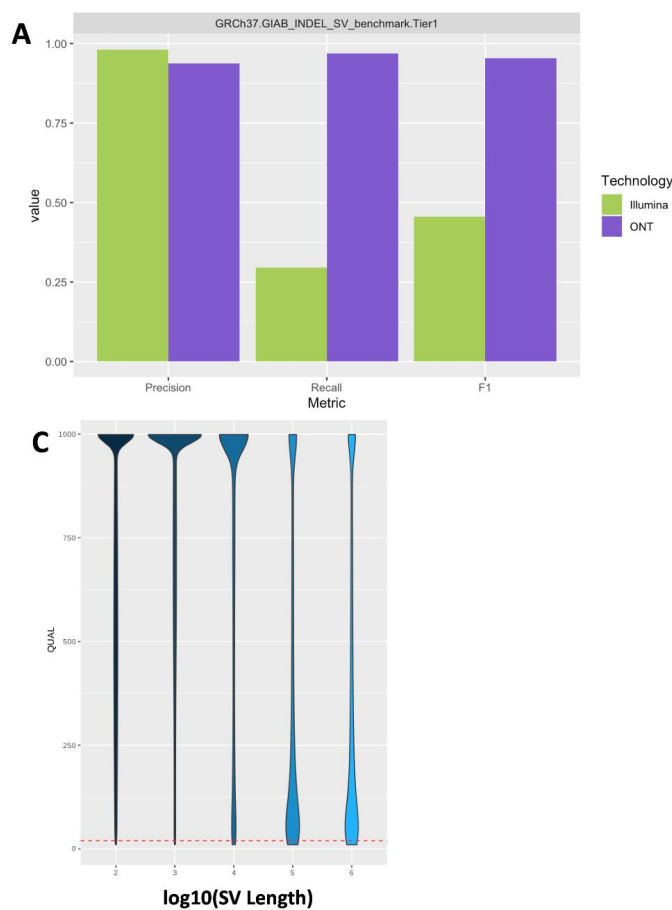 A
GRCh37.GIAB_INDEL_SV_benchmark.Tier1
1.00
0.75
0.50
0.25
0.00
value
Precision Recall F1
Metric
Technology
Illumina
ONT
C
1000
750
500
250
0
QUAL
2 3 4 5 6
log10(SV Length)